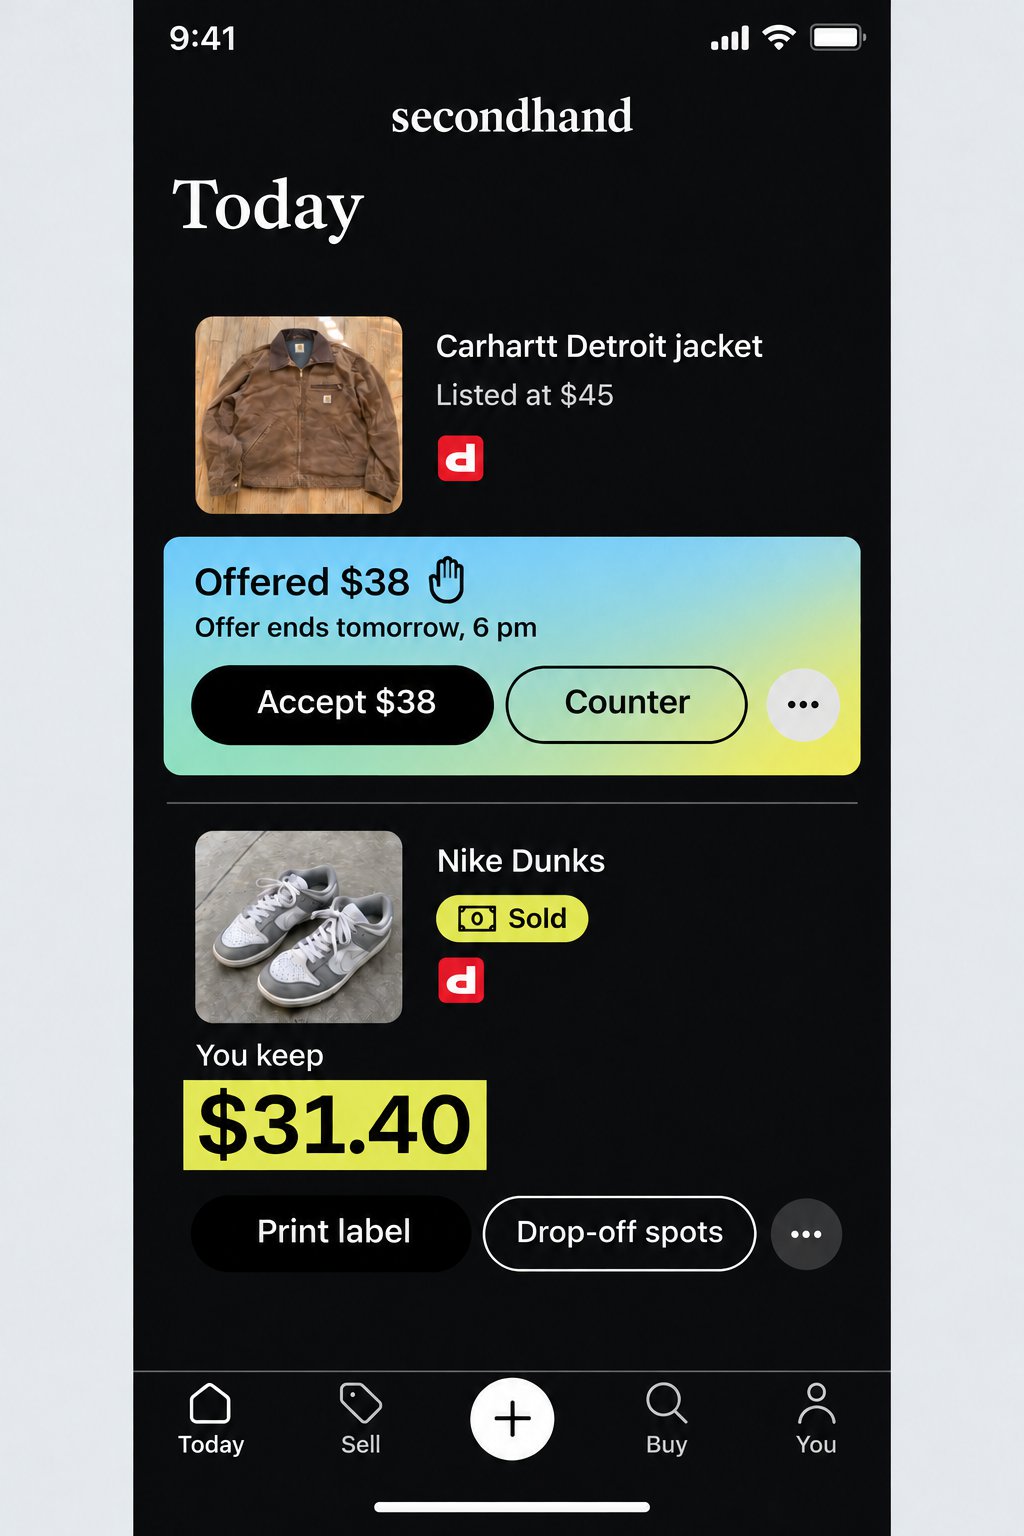 9:41
secondhand
Today
Carhartt Detroit jacket
Listed at $45
d
Offered $38
Offer ends tomorrow, 6 pm
Accept $38
Counter
Nike Dunks
Sold
d
You keep
$31.40
Print label
Drop-off spots
Today
Sell
Buy
You